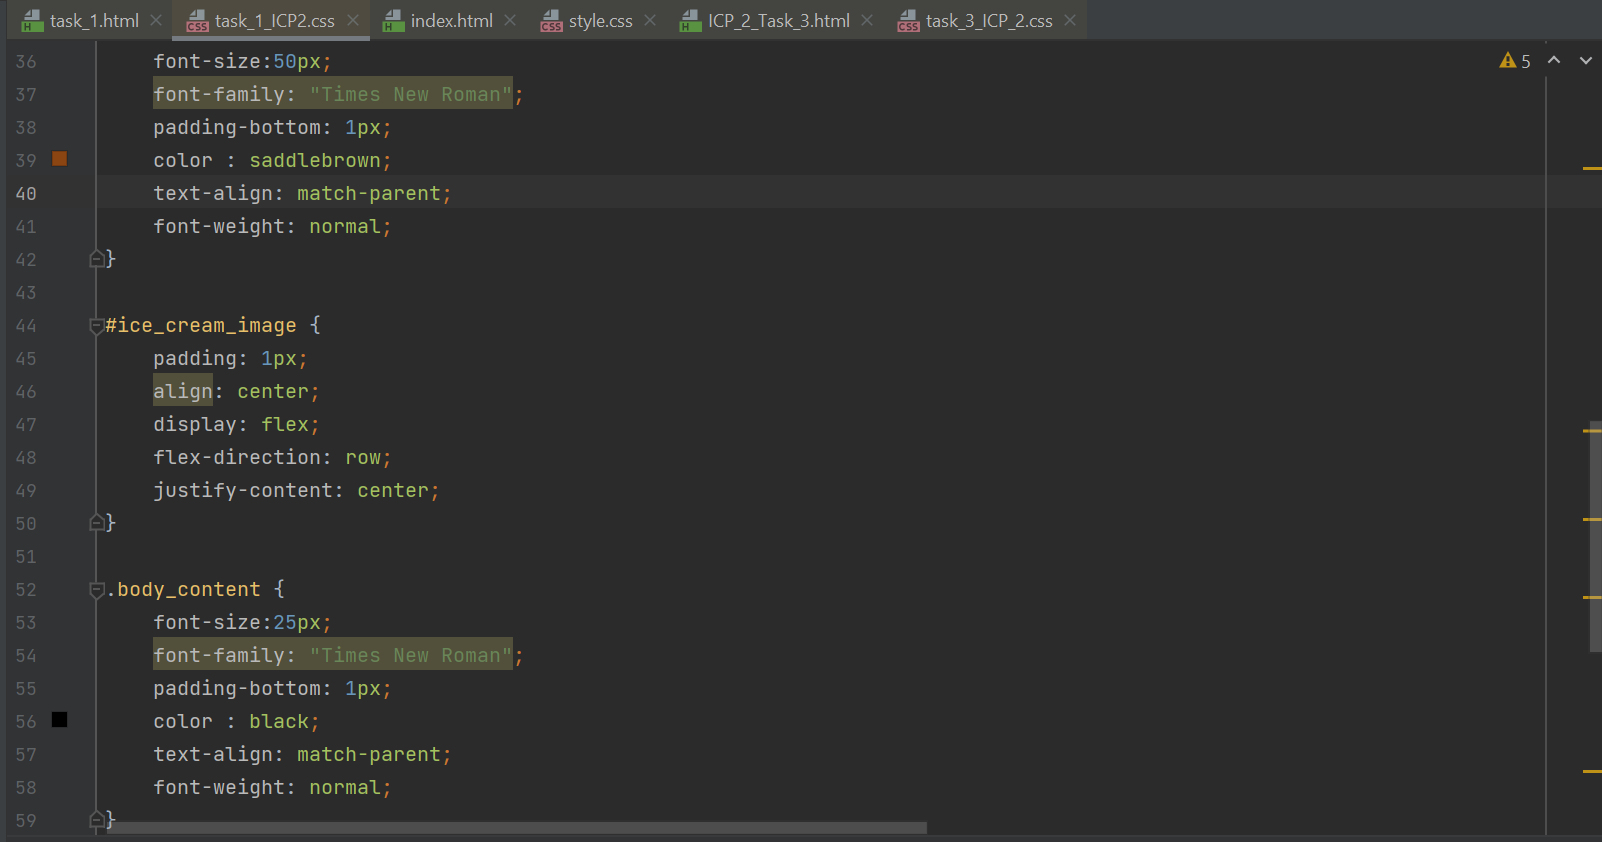 task_1.html task_1_ICP2.css index.html style.css ICP_2_Task_3.html task_3_ICP_2.css
36 font-size:50px; 5
37 font-family: "Times New Roman";
38 padding-bottom: 1px;
39 color : saddlebrown;
40 text-align: match-parent;
41 font-weight: normal;
42 }
43
44 #ice_cream_image {
45 padding: 1px;
46 align: center;
47 display: flex;
48 flex-direction: row;
49 justify-content: center;
50 }
51
52 .body_content {
53 font-size:25px;
54 font-family: "Times New Roman";
55 padding-bottom: 1px;
56 color : black;
57 text-align: match-parent;
58 font-weight: normal;
59 }